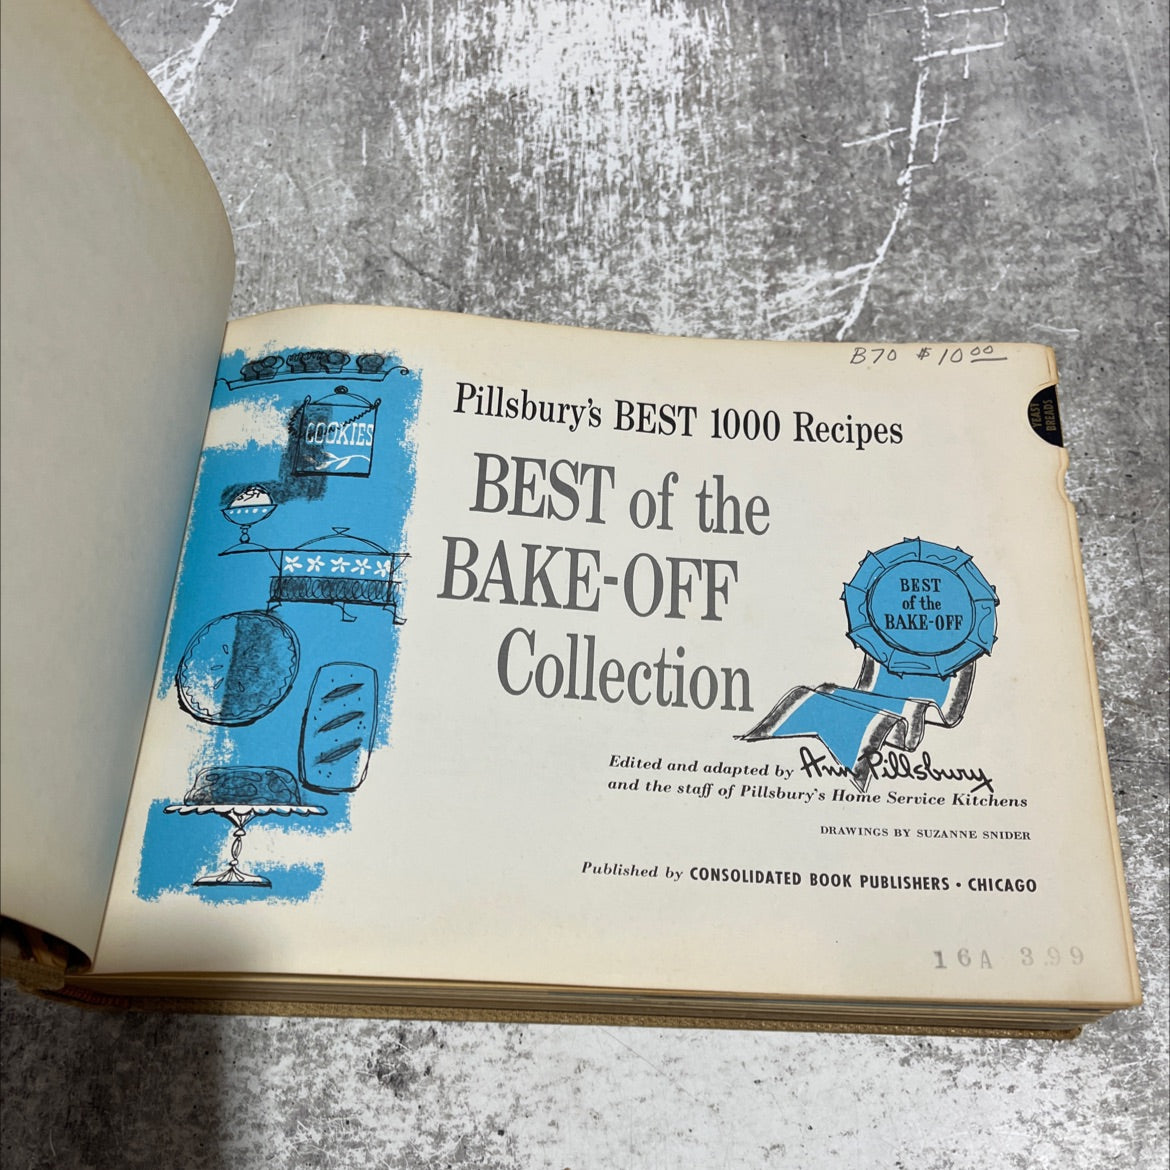 B70 $10 00
YEAST
BREADS
COOKIES
Pillsbury's BEST 1000 Recipes
BEST of the
BAKE-OFF
Collection
BEST
of the
BAKE-OFF
Edited and adapted by Ann Pillsbury
and the staff of Pillsbury's Home Service Kitchens
DRAWINGS BY SUZANNE SNIDER
Published by CONSOLIDATED BOOK PUBLISHERS • CHICAGO
16A 3.99